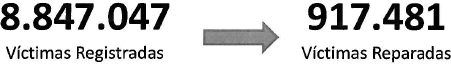 8.847.047 917.481
Víctimas Registradas Víctimas Reparadas